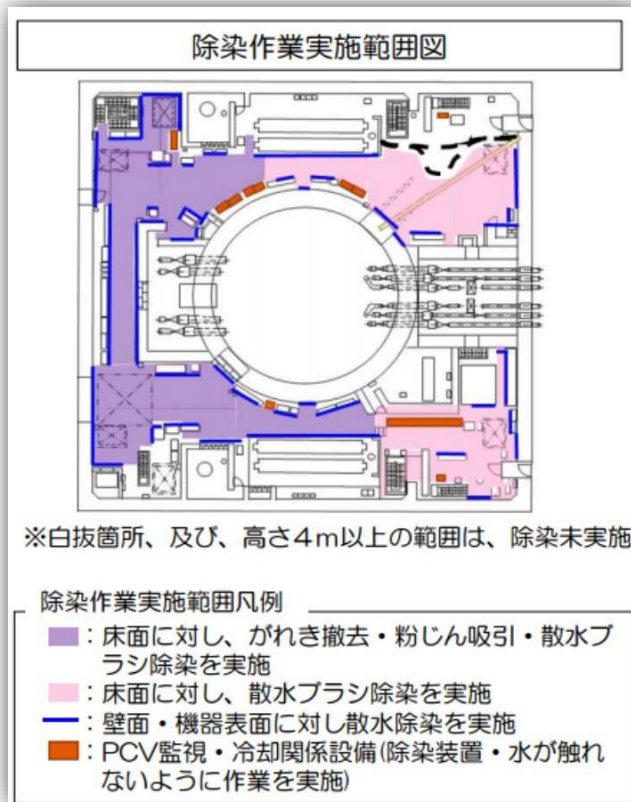 除染作業実施範囲図
※白抜箇所、及び、高さ4m以上の範囲は、除染未実施
除染作業実施範囲凡例
：床面に対し、がれき撤去・粉じん吸引・散水ブ
ラシ除染を実施
：床面に対し、散水ブラシ除染を実施
：壁面・機器表面に対し散水除染を実施
：PCV監視・冷却関係設備(除染装置・水が触れ
ないように作業を実施)